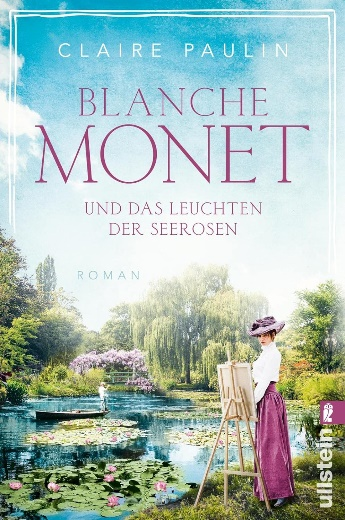 CLAIRE PAULIN
BLANCHE
MONET
UND DAS LEUCHTEN
DER SEEROSEN
ROMAN
ullstein